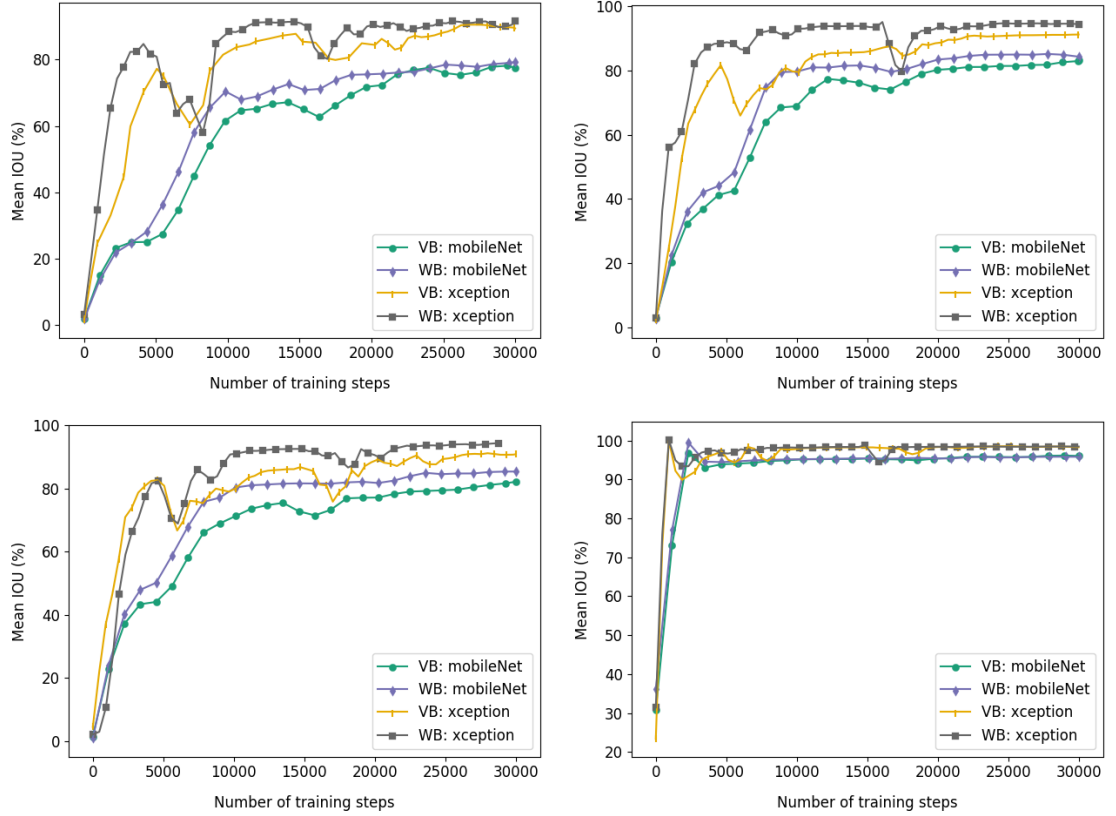 80
60
40
20
0
Mean IOU (%)
VB: mobileNet
WB: mobileNet
VB: xception
WB: xception
0 5000 10000 15000 20000 25000 30000
Number of training steps
100
80
60
40
20
0
Mean IOU (%)
VB: mobileNet
WB: mobileNet
VB: xception
WB: xception
0 5000 10000 15000 20000 25000 30000
Number of training steps
100
80
60
40
20
0
Mean IOU (%)
VB: mobileNet
WB: mobileNet
VB: xception
WB: xception
0 5000 10000 15000 20000 25000 30000
Number of training steps
100
90
80
70
60
50
40
30
20
Mean IOU (%)
VB: mobileNet
WB: mobileNet
VB: xception
WB: xception
0 5000 10000 15000 20000 25000 30000
Number of training steps